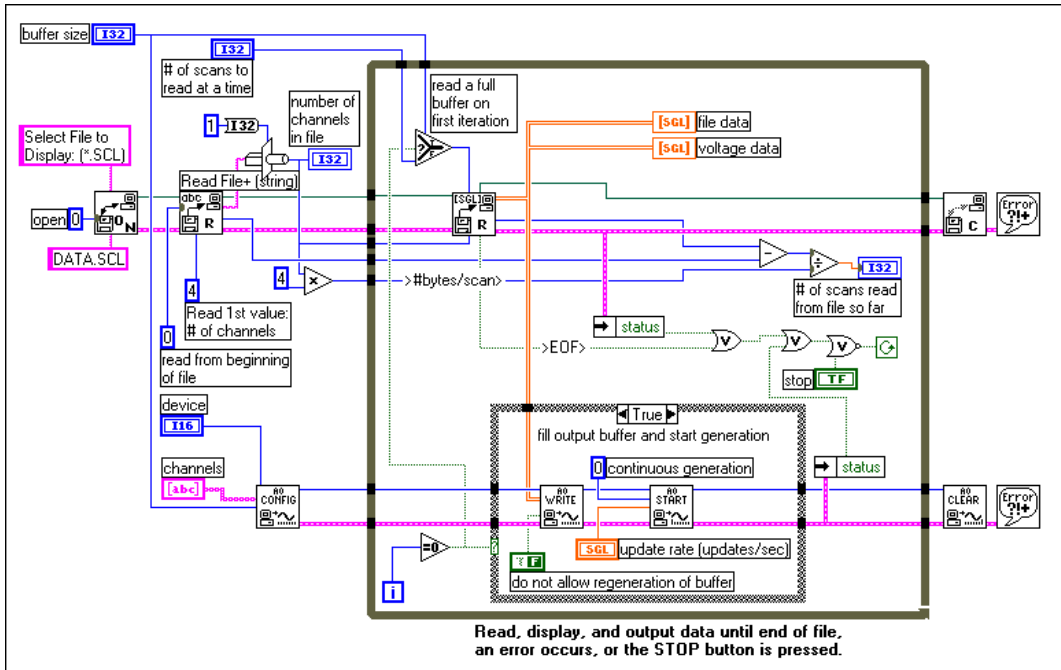 buffer size
I32
I32
# of scans to
read at a time
number of
channels
in file
1
I32
I32
read a full
buffer on
first iteration
? F
[SGL]
file data
[SGL]
voltage data
Select File to
Display: (*.SCL)
Read File+ (string)
open
0
O
N
abc
R
[SGL]
R
C
Error
?!+
DATA.SCL
4
Read 1st value:
# of channels
4
x
>#bytes/scan>
-
÷
I32
# of scans read
from file so far
0
read from beginning
of file
status
>EOF>
V
V
V
stop
TF
device
I16
True
fill output buffer and start generation
channels
[abc]
0
continuous generation
status
AO
CONFIG
AO
WRITE
AO
START
AO
CLEAR
Error
?!+
SGL
update rate (updates/sec)
=0
?
T F
do not allow regeneration of buffer
i
Read, display, and output data until end of file,
an error occurs, or the STOP button is pressed.